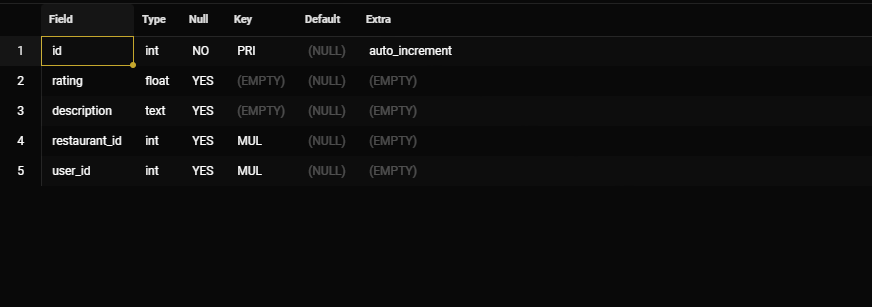 Field Type Null Key Default Extra
1 id int NO PRI (NULL) auto_increment
2 rating float YES (EMPTY) (NULL) (EMPTY)
3 description text YES (EMPTY) (NULL) (EMPTY)
4 restaurant_id int YES MUL (NULL) (EMPTY)
5 user_id int YES MUL (NULL) (EMPTY)